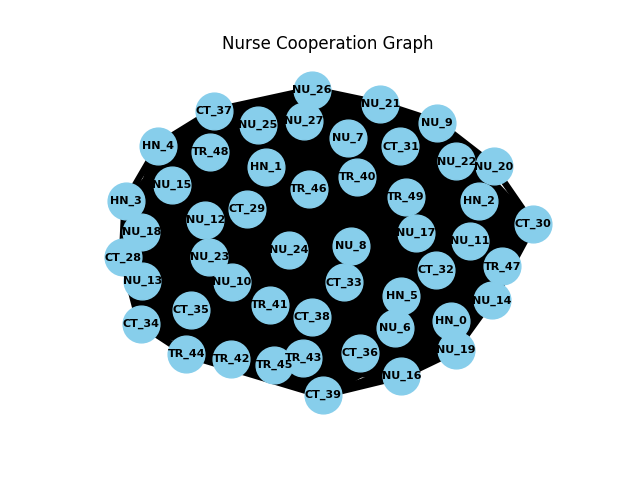 Nurse Cooperation Graph
NU_26
NU_21
CT_37
NU_27
NU_9
NU_25
NU_7
HN_4
CT_31
TR_48
NU_22
NU_20
HN_1
TR_40
NU_15
TR_46
TR_49
HN_3
HN_2
CT_29
NU_12
CT_30
NU_18
NU_17
NU_11
NU_8
NU_24
CT_28
NU_23
TR_47
CT_32
NU_13
NU_10
CT_33
HN_5
NU_14
TR_41
CT_35
CT_38
HN_0
CT_34
NU_6
NU_19
CT_36
TR_44
TR_43
NU_42
TR_45
NU_16
CT_39